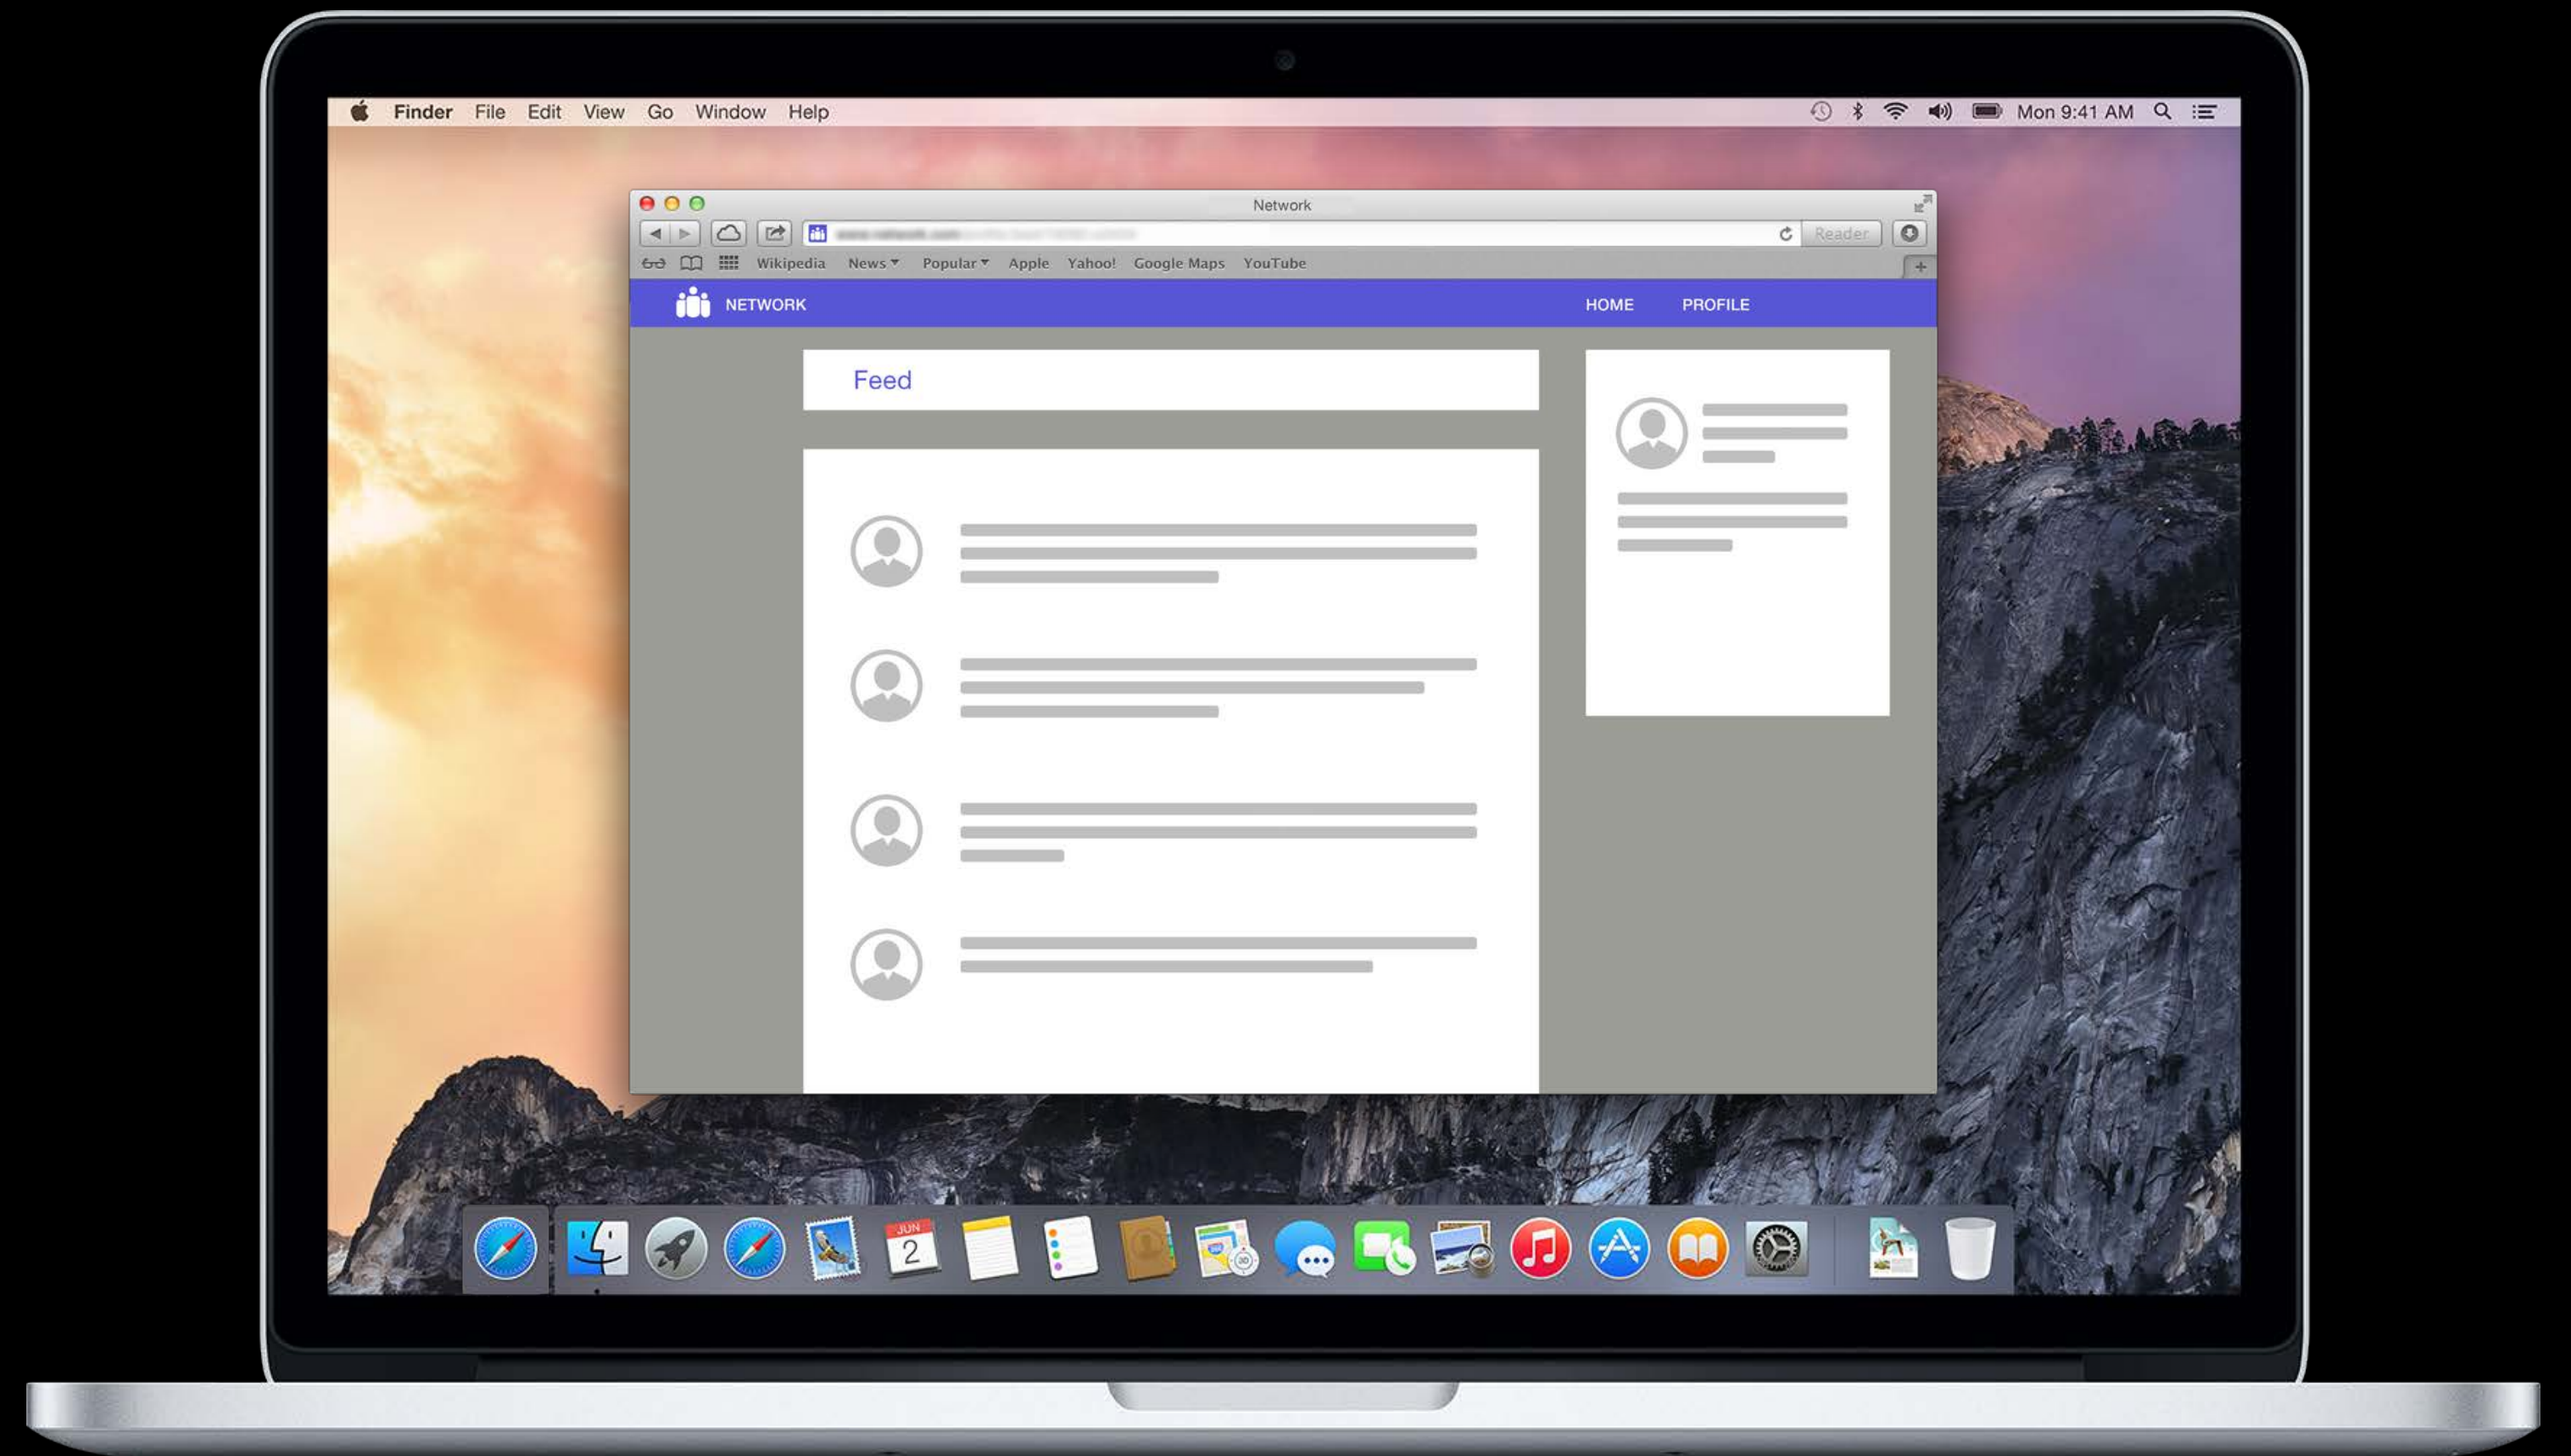 Finder File Edit View Go Window Help Mon 9:41 AM
Network
Reader
Wikipedia News Popular Apple Yahoo! Google Maps YouTube
NETWORK HOME PROFILE
Feed
JUN
2